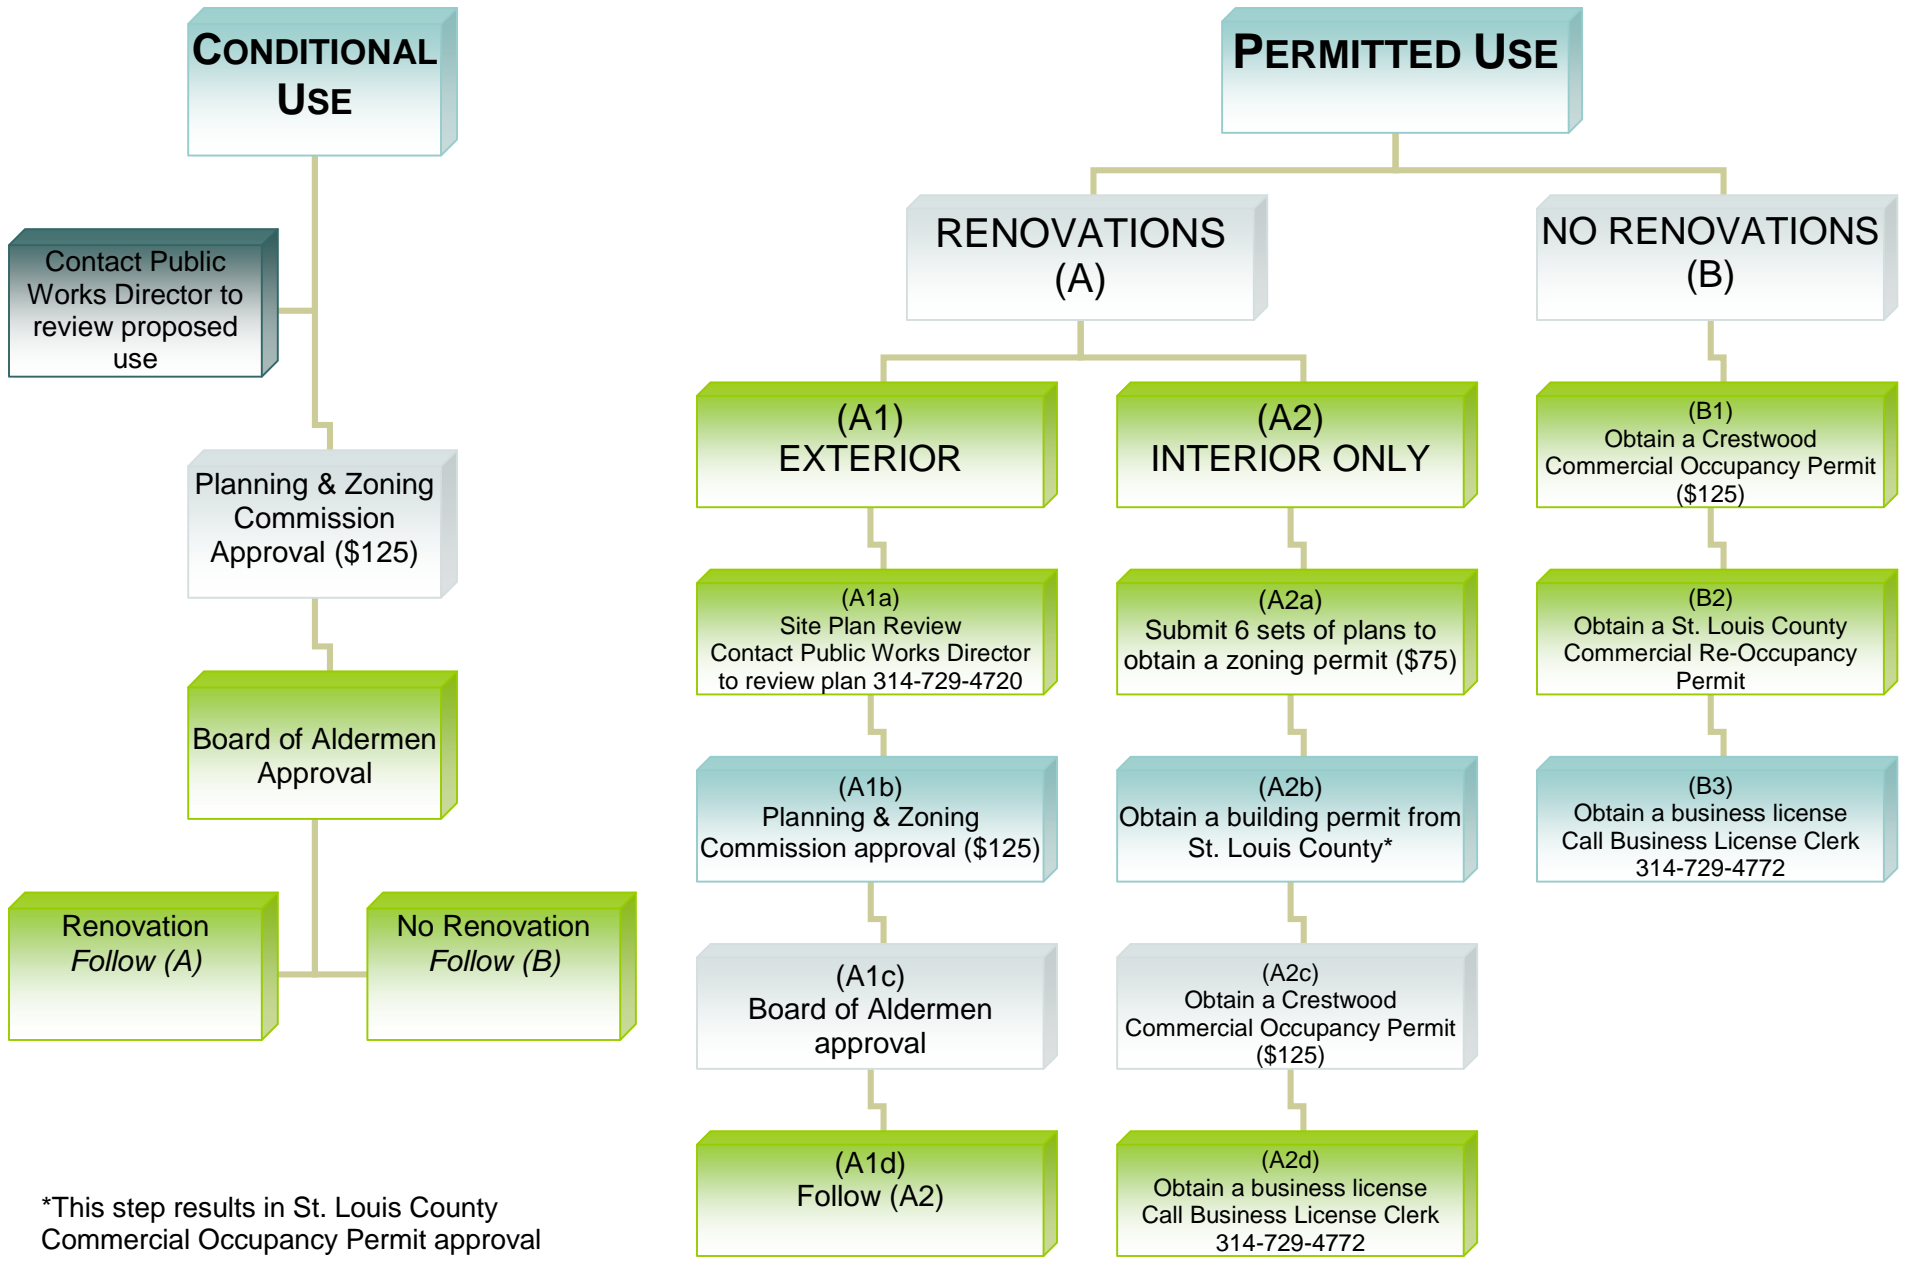 CONDITIONAL
USE
Contact Public
Works Director to
review proposed
use
Planning & Zoning
Commission
Approval ($125)
Board of Aldermen
Approval
Renovation
Follow (A)
No Renovation
Follow (B)
*This step results in St. Louis County
Commercial Occupancy Permit approval
PERMITTED USE
RENOVATIONS
(A)
(A1)
EXTERIOR
(A1a)
Site Plan Review
Contact Public Works Director
to review plan 314-729-4720
(A1b)
Planning & Zoning
Commission approval ($125)
(A1c)
Board of Aldermen
approval
(A1d)
Follow (A2)
(A2)
INTERIOR ONLY
(A2a)
Submit 6 sets of plans to
obtain a zoning permit ($75)
(A2b)
Obtain a building permit from
St. Louis County*
(A2c)
Obtain a Crestwood
Commercial Occupancy Permit
($125)
(A2d)
Obtain a business license
Call Business License Clerk
314-729-4772
NO RENOVATIONS
(B)
(B1)
Obtain a Crestwood
Commercial Occupancy Permit
($125)
(B2)
Obtain a St. Louis County
Commercial Re-Occupancy
Permit
(B3)
Obtain a business license
Call Business License Clerk
314-729-4772